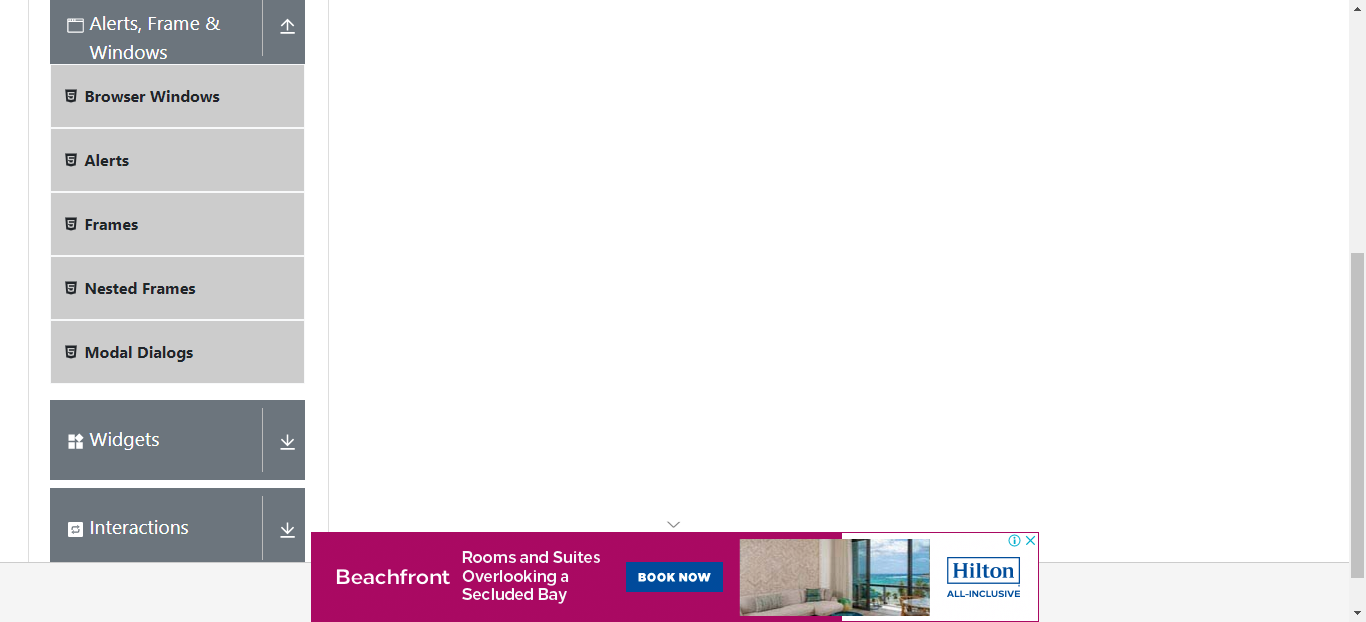 Alerts, Frame &
Windows
Browser Windows
Alerts
Frames
Nested Frames
Modal Dialogs
Widgets
Interactions
Beachfront
Rooms and Suites
Overlooking a
Secluded Bay
BOOK NOW
Hilton
ALL-INCLUSIVE